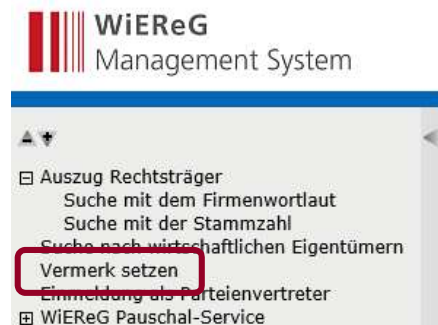 WiEReG
Management System
Auszug Rechtsträger
Suche mit dem Firmenwortlaut
Suche mit der Stammzahl
Suche nach wirtschaftlichen Eigentümern
Vermerk setzen
Einmeldung als Parteienvertreter
WiEReG Pauschal-Service